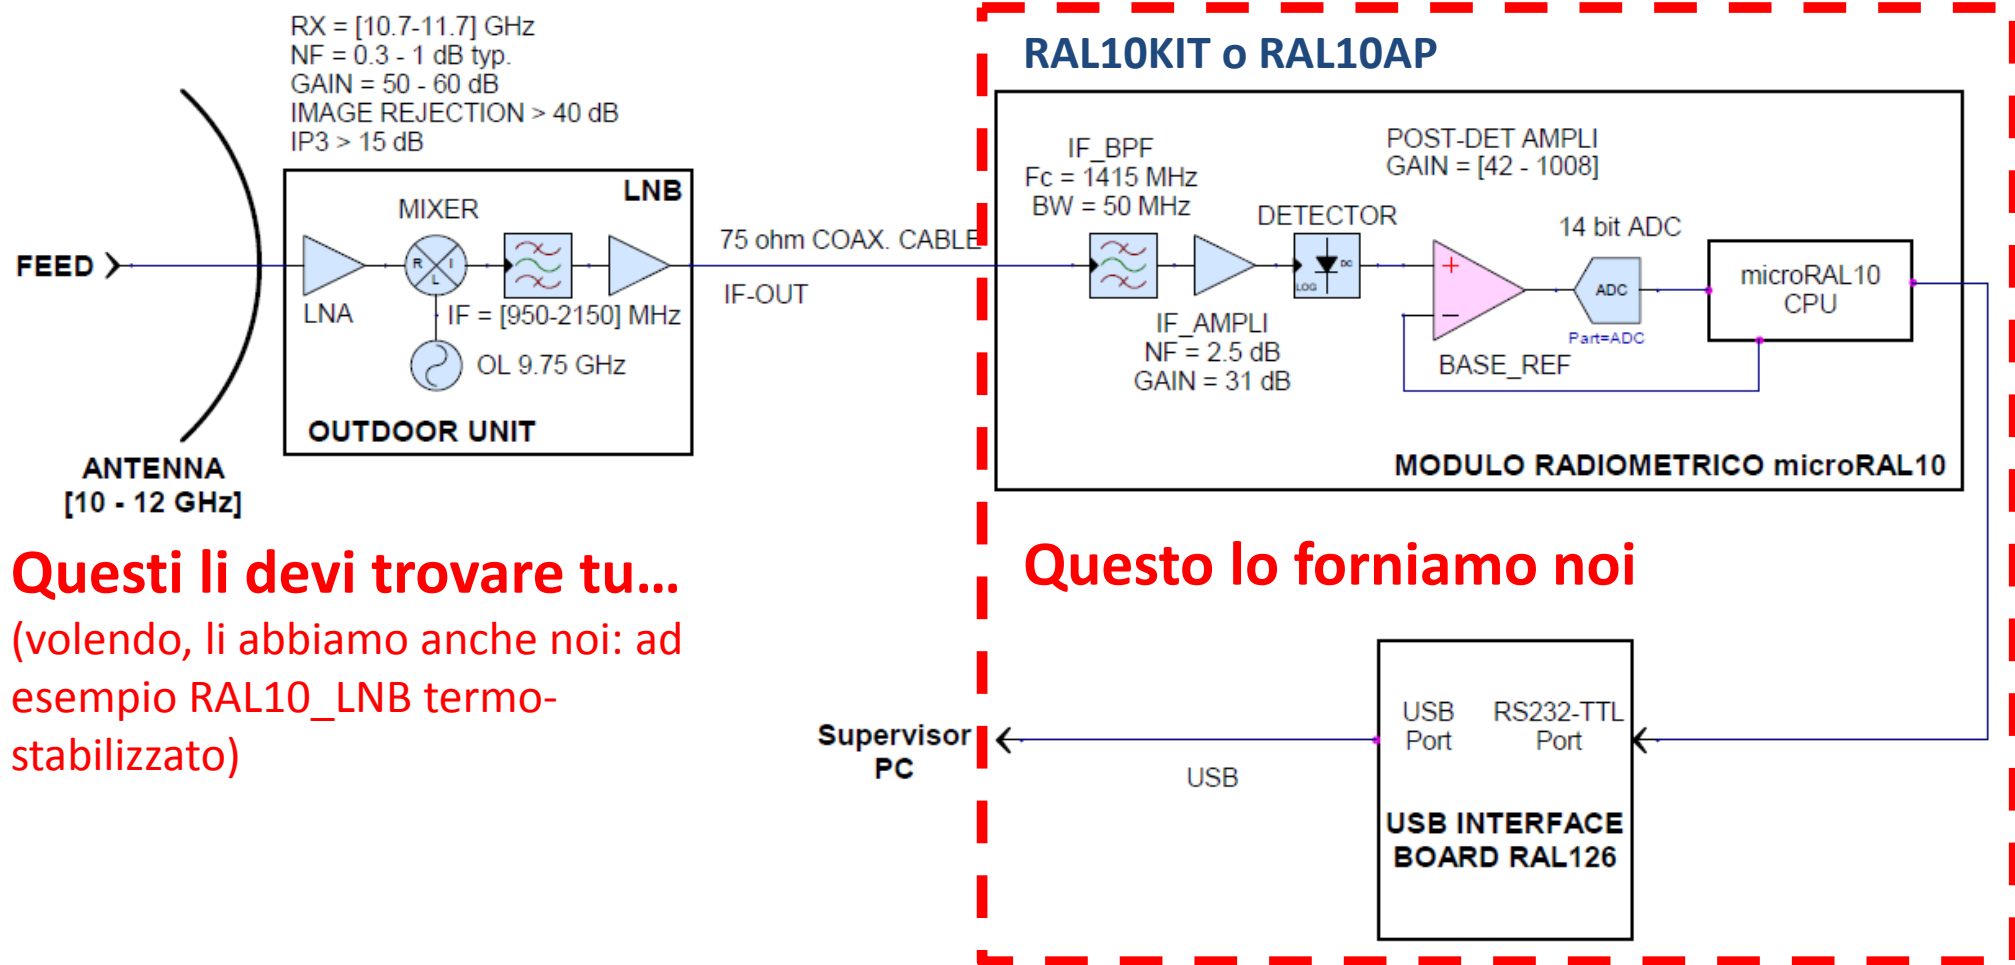 RX = [10.7-11.7] GHz
NF = 0.3 - 1 dB typ.
GAIN = 50 - 60 dB
IMAGE REJECTION > 40 dB
IP3 > 15 dB
LNB
MIXER
R
I
L
FEED
LNA
IF = [950-2150] MHz
OL 9.75 GHz
OUTDOOR UNIT
ANTENNA
[10 - 12 GHz]
75 ohm COAX. CABLE
IF-OUT
Questi li devi trovare tu...
(volendo, li abbiamo anche noi: ad
esempio RAL10_LNB termo-
stabilizzato)
RAL10KIT o RAL10AP
IF_BPF
Fc = 1415 MHz
BW = 50 MHz
POST-DET AMPLI
GAIN = [42 - 1008]
DETECTOR
DC
LOG
IF_AMPLI
NF = 2.5 dB
GAIN = 31 dB
+
−
BASE_REF
14 bit ADC
ADC
Part=ADC
microRAL10
CPU
MODULO RADIOMETRICO microRAL10
Questo lo forniamo noi
Supervisor
PC
USB
USB
Port
RS232-TTL
Port
USB INTERFACE
BOARD RAL126